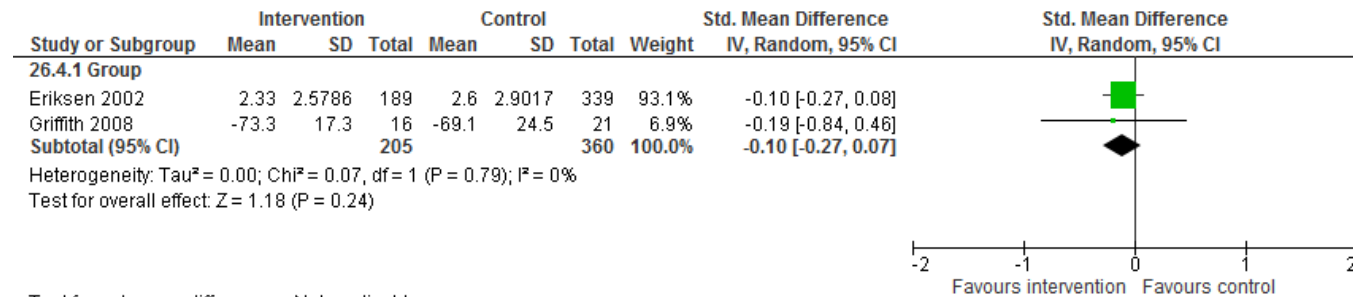 Intervention Control Std. Mean Difference Std. Mean Difference
Study or Subgroup Mean SD Total Mean SD Total Weight IV, Random, 95% CI IV, Random, 95% CI
26.4.1 Group
Eriksen 2002 2.33 2.5786 189 2.6 2.9017 339 93.1% -0.10 [-0.27, 0.08]
Griffith 2008 -73.3 17.3 16 -69.1 24.5 21 6.9% -0.19 [-0.84, 0.46]
Subtotal (95% CI) 205 360 100.0% -0.10 [-0.27, 0.07]
Heterogeneity: Tau² = 0.00; Chi² = 0.07, df = 1 (P = 0.79); I² = 0%
Test for overall effect: Z = 1.18 (P = 0.24)
-2 -1 0 1 2
Favours intervention Favours control